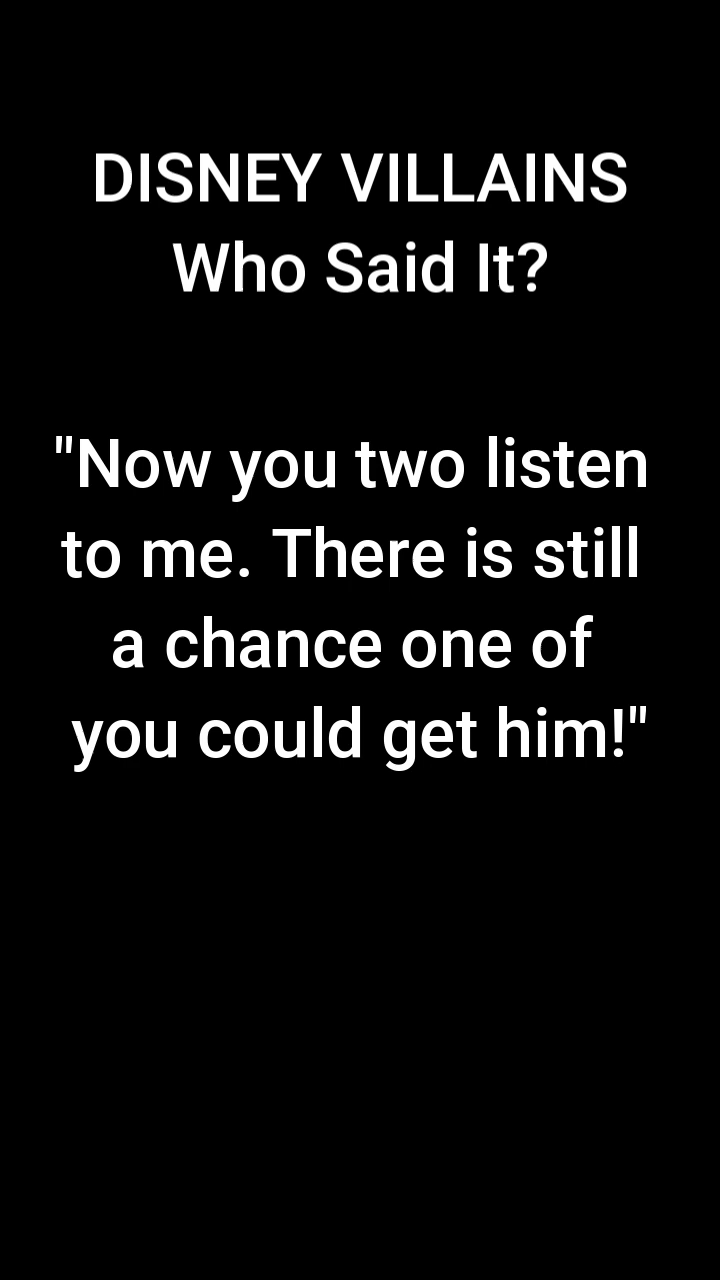 DISNEY VILLAINS
Who Said It?
"Now you two listen
to me. There is still
a chance one of
you could get him!"